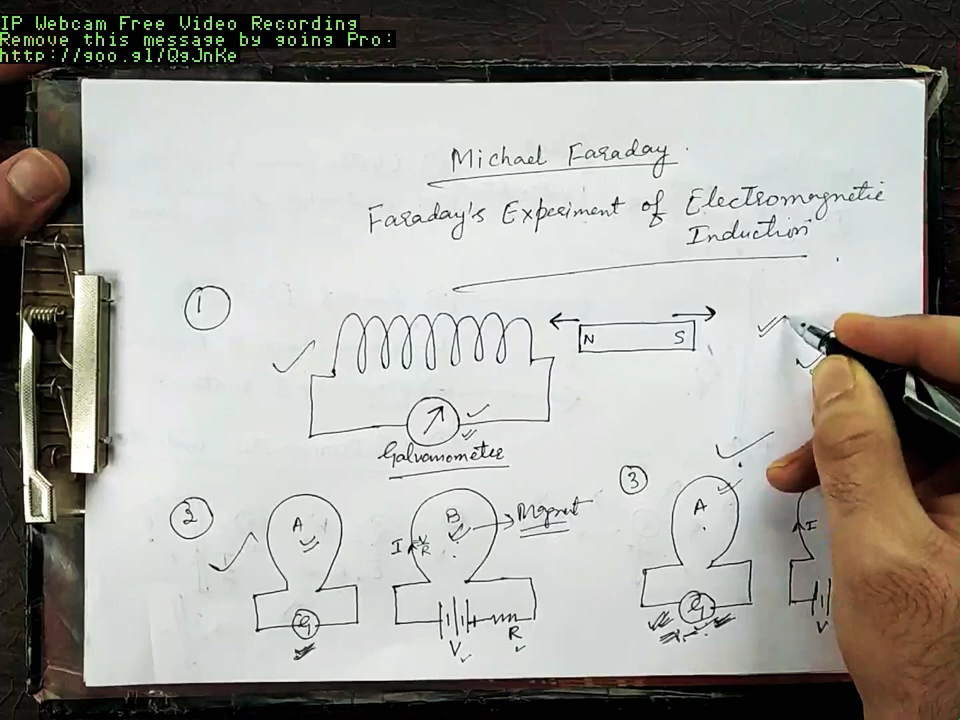 IP Webcam Free Video Recording
Remove this message by going Pro:
http://goo.gl/QgJnKe
Michael Faraday.
Faraday's Experiment of Electromagnetic
Induction
1
N S
Galvanometer
2
A
G
I V/R
B
Magnet
V
R
3
A
G
I
V